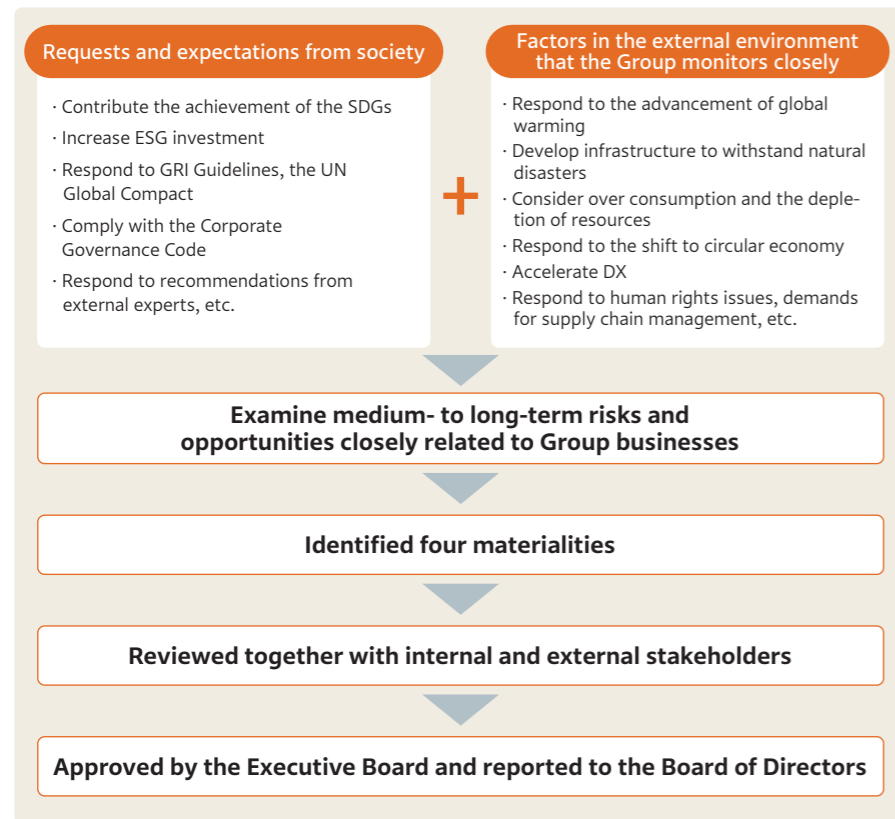 Requests and expectations from society
· Contribute the achievement of the SDGs
· Increase ESG investment
· Respond to GRI Guidelines, the UN
Global Compact
· Comply with the Corporate
Governance Code
· Respond to recommendations from
external experts, etc.
+
Factors in the external environment
that the Group monitors closely
· Respond to the advancement of global
warming
· Develop infrastructure to withstand natural
disasters
· Consider over consumption and the deple-
tion of resources
· Respond to the shift to circular economy
· Accelerate DX
· Respond to human rights issues, demands
for supply chain management, etc.
Examine medium- to long-term risks and
opportunities closely related to Group businesses
Identified four materialities
Reviewed together with internal and external stakeholders
Approved by the Executive Board and reported to the Board of Directors